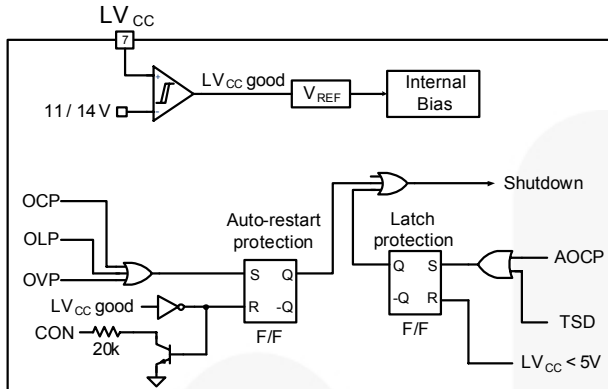 LV CC
7
+
-
11 / 14 V
LV CC good
V REF
Internal
Bias
OCP
OLP
OVP
Auto-restart
protection
S Q
R -Q
F/F
LV CC good
CON
20k
Shutdown
Latch
protection
Q S
-Q R
F/F
AOCP
TSD
LV CC < 5V